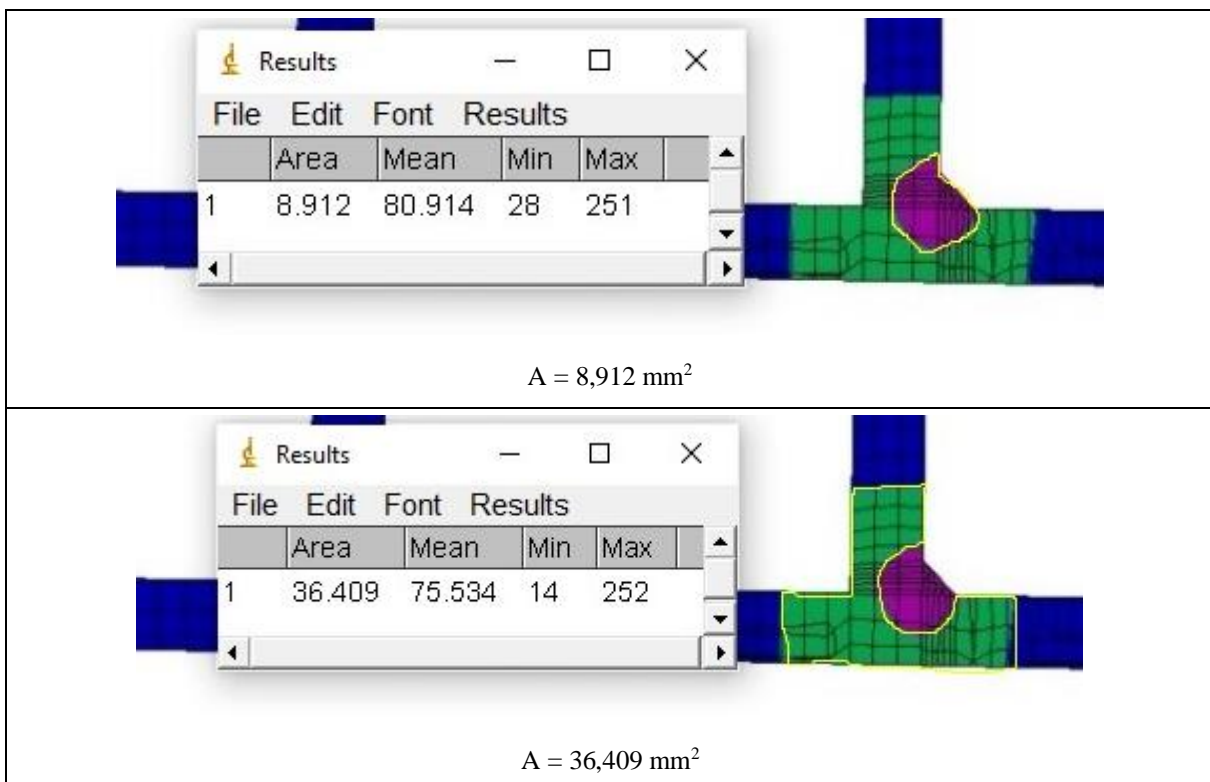 Results
File Edit Font Results
Area Mean Min Max
1 8.912 80.914 28 251
A = 8,912 mm²
Results
File Edit Font Results
Area Mean Min Max
1 36.409 75.534 14 252
A = 36,409 mm²